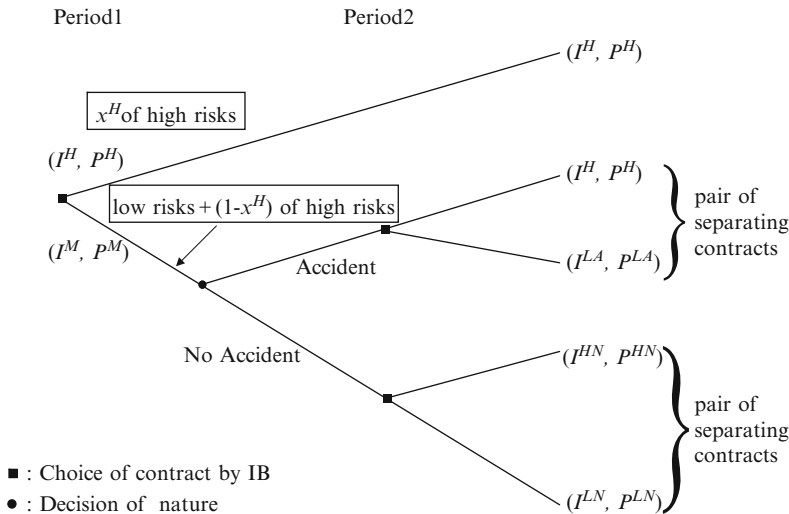 Period1 Period2
(I^H, P^H)
x^H of high risks
(I^H, P^H)
(I^H, P^H)
low risks + (1-x^H) of high risks
pair of
separating
contracts
(I^M, P^M)
Accident
(I^{LA}, P^{LA})
No Accident
(I^{HN}, P^{HN})
pair of
separating
contracts
■ : Choice of contract by IB
● : Decision of nature
(I^{LN}, P^{LN})